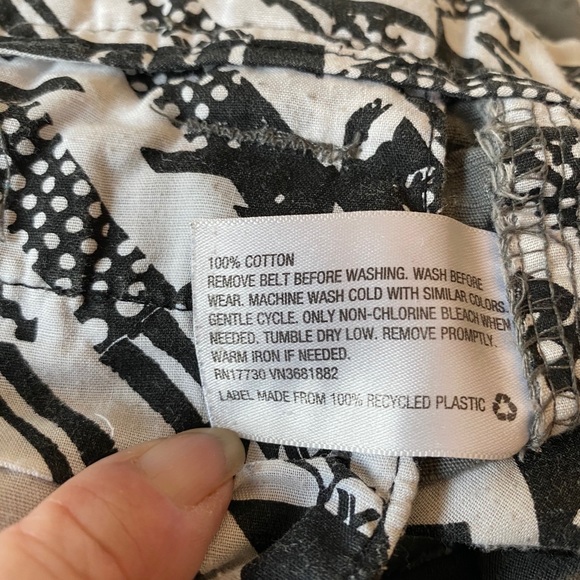 100% COTTON
REMOVE BELT BEFORE WASHING. WASH BEFORE
WEAR. MACHINE WASH COLD WITH SIMILAR COLORS.
GENTLE CYCLE. ONLY NON-CHLORINE BLEACH WHEN
NEEDED. TUMBLE DRY LOW. REMOVE PROMPTLY.
WARM IRON IF NEEDED.
RN17730 VN3681882
LABEL MADE FROM 100% RECYCLED PLASTIC